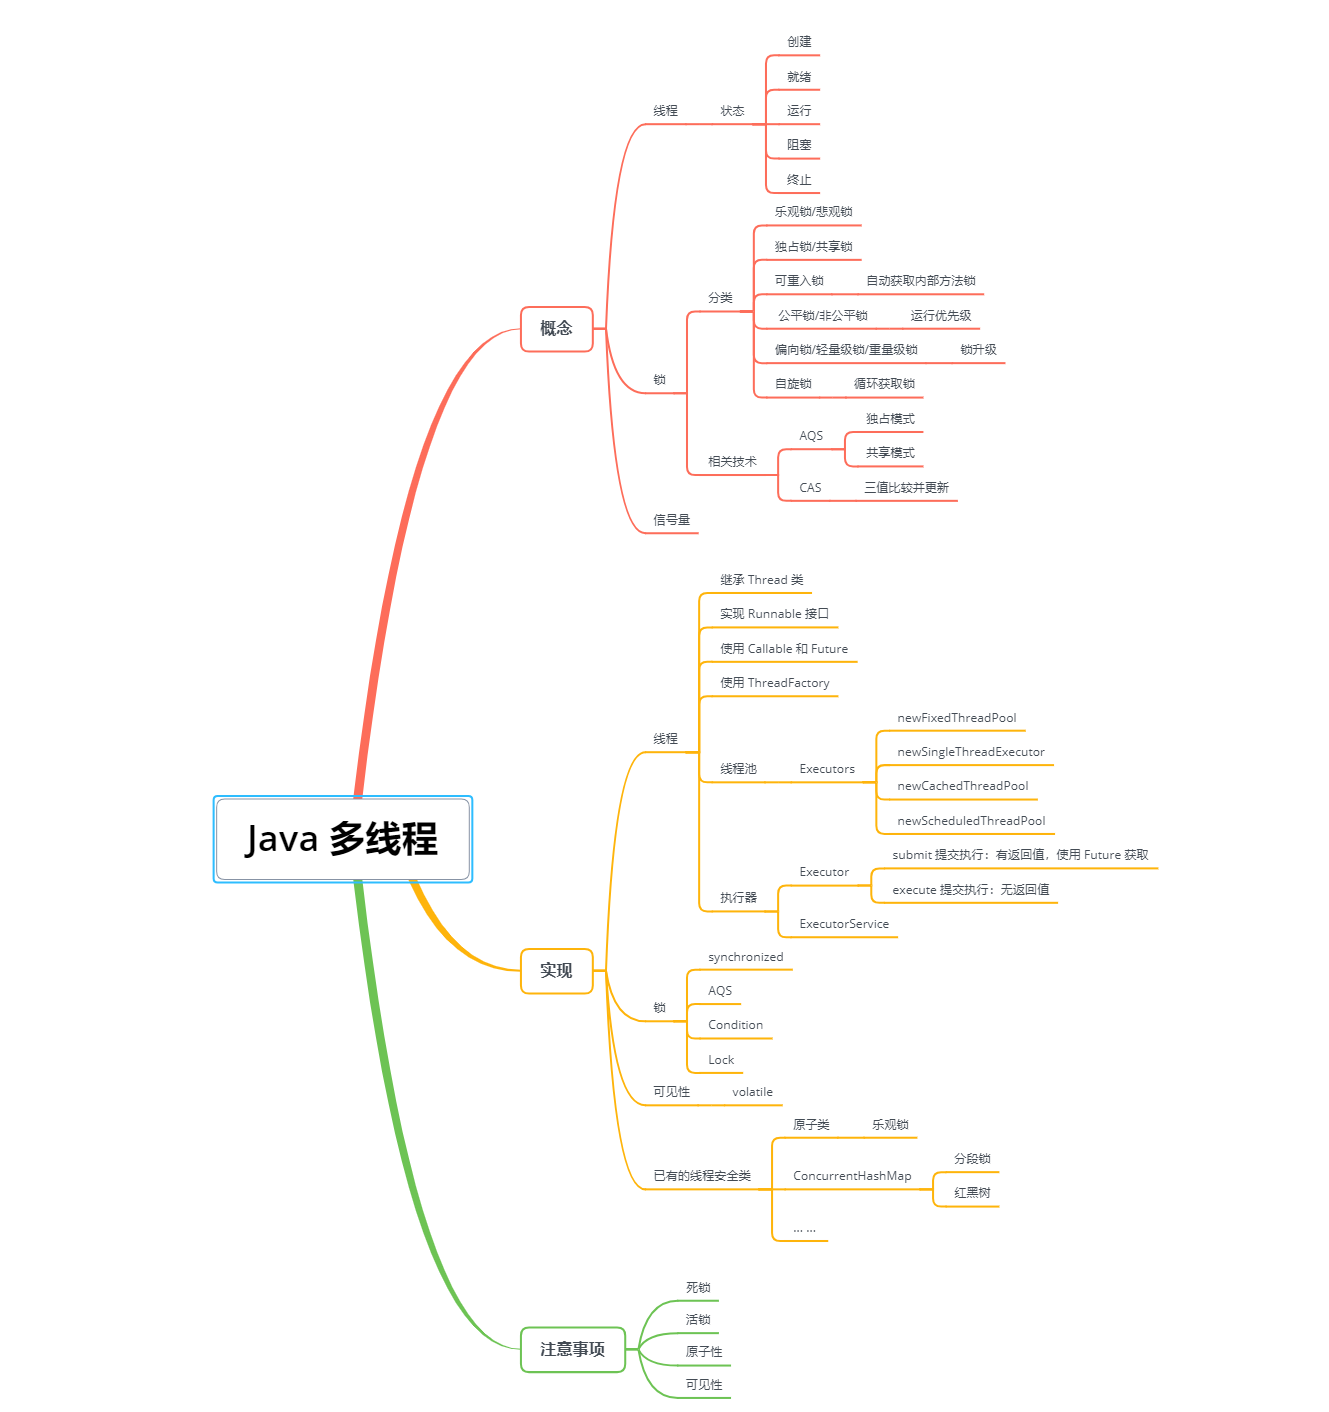 Java 多线程
概念
线程
状态
创建
就绪
运行
阻塞
终止
锁
分类
乐观锁/悲观锁
独占锁/共享锁
可重入锁
自动获取内部方法锁
公平锁/非公平锁
运行优先级
偏向锁/轻量级锁/重量级锁
锁升级
自旋锁
循环获取锁
相关技术
AQS
独占模式
共享模式
CAS
三值比较并更新
信号量
实现
线程
继承 Thread 类
实现 Runnable 接口
使用 Callable 和 Future
使用 ThreadFactory
线程池
Executors
newFixedThreadPool
newSingleThreadExecutor
newCachedThreadPool
newScheduledThreadPool
执行器
Executor
submit 提交执行：有返回值，使用 Future 获取
execute 提交执行：无返回值
ExecutorService
锁
synchronized
AQS
Condition
Lock
可见性
volatile
已有的线程安全类
原子类
乐观锁
ConcurrentHashMap
分段锁
红黑树
... ...
注意事项
死锁
活锁
原子性
可见性